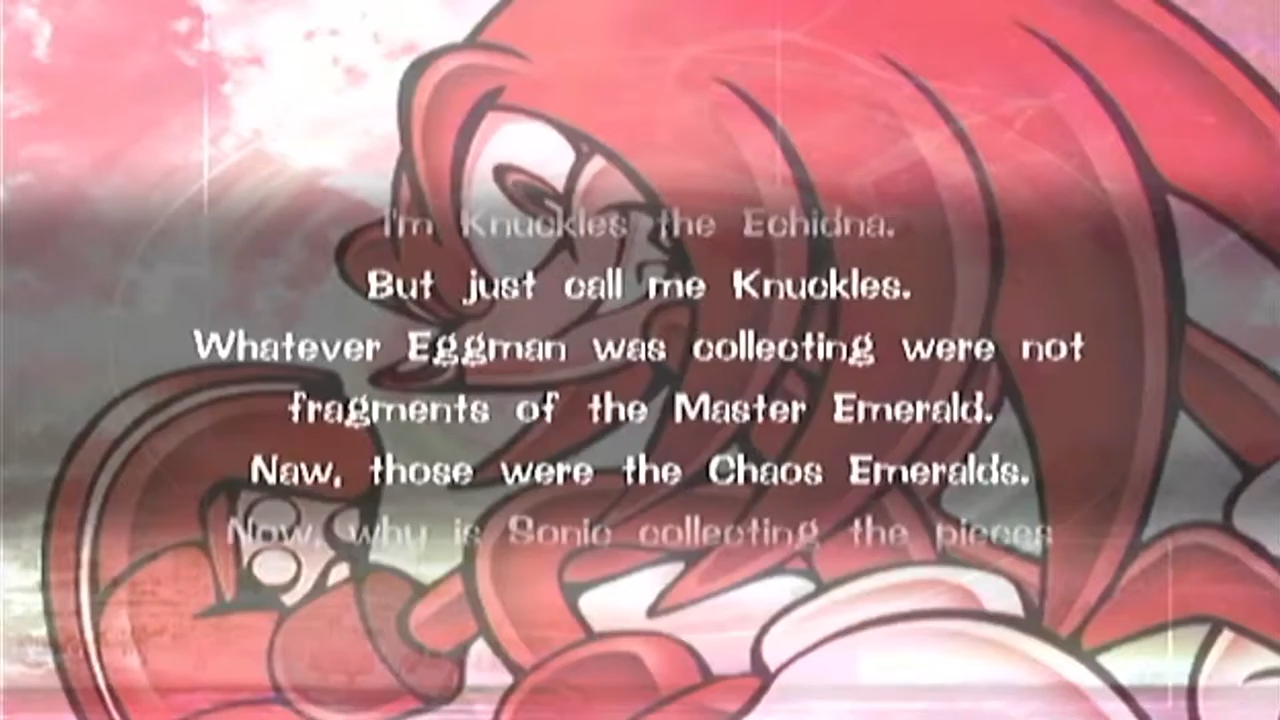 I'm Knuckles the Echidna.
But just call me Knuckles.
Whatever Eggman was collecting were not
fragments of the Master Emerald.
Naw, those were the Chaos Emeralds.
Now, why is Sonic collecting the pieces